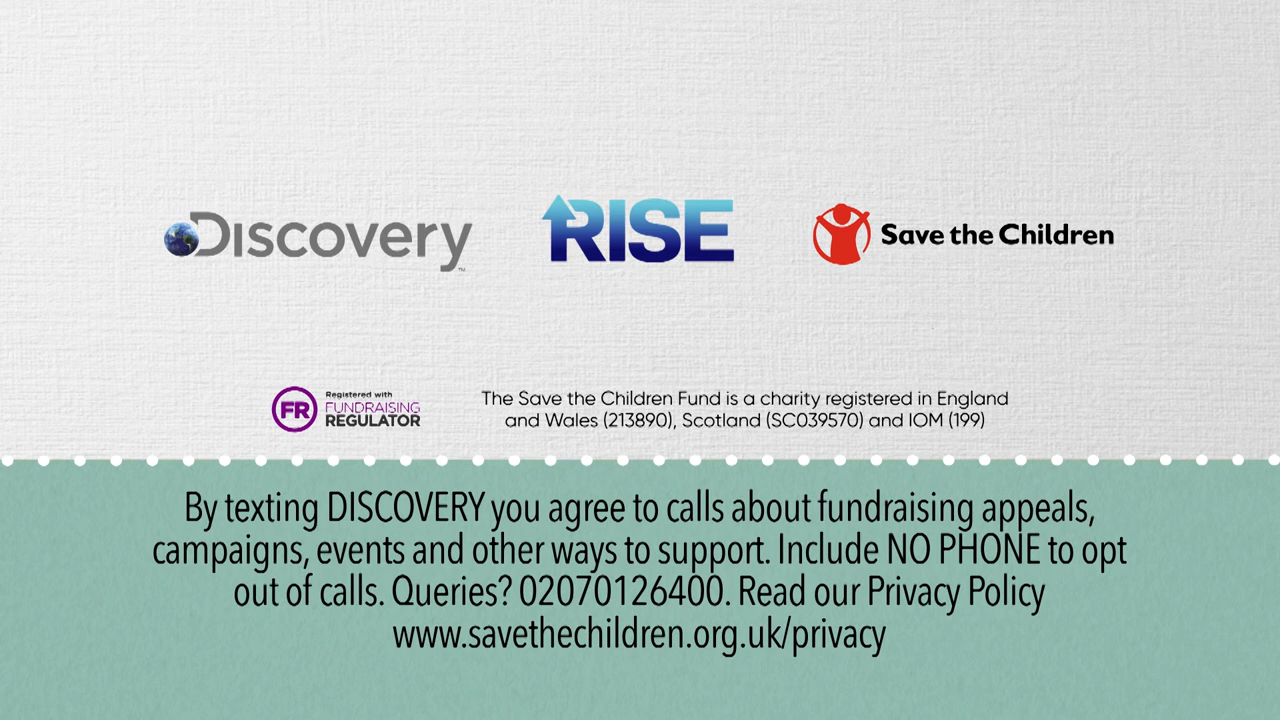 Discovery™
RISE
Save the Children
FR
Registered with
FUNDRAISING
REGULATOR
The Save the Children Fund is a charity registered in England
and Wales (213890), Scotland (SC039570) and IOM (199)
By texting DISCOVERY you agree to calls about fundraising appeals,
campaigns, events and other ways to support. Include NO PHONE to opt
out of calls. Queries? 02070126400. Read our Privacy Policy
www.savethechildren.org.uk/privacy